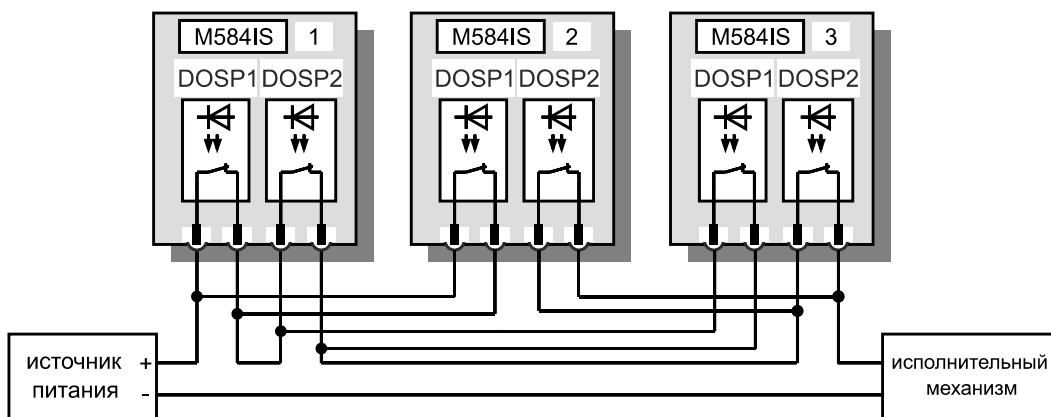 M584IS 1
M584IS 2
M584IS 3
DOSP1 DOSP2
DOSP1 DOSP2
DOSP1 DOSP2
источник
питания
+
-
исполнительный
механизм